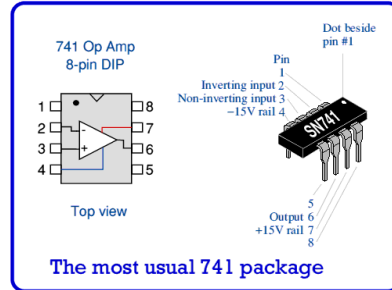 741 Op Amp
8-pin DIP
1
2
3
4
8
7
6
5
-
+
Top view
Dot beside
pin #1
Pin
1
Inverting input 2
Non-inverting input 3
−15V rail 4
SN741
5
Output 6
+15V rail 7
8
The most usual 741 package